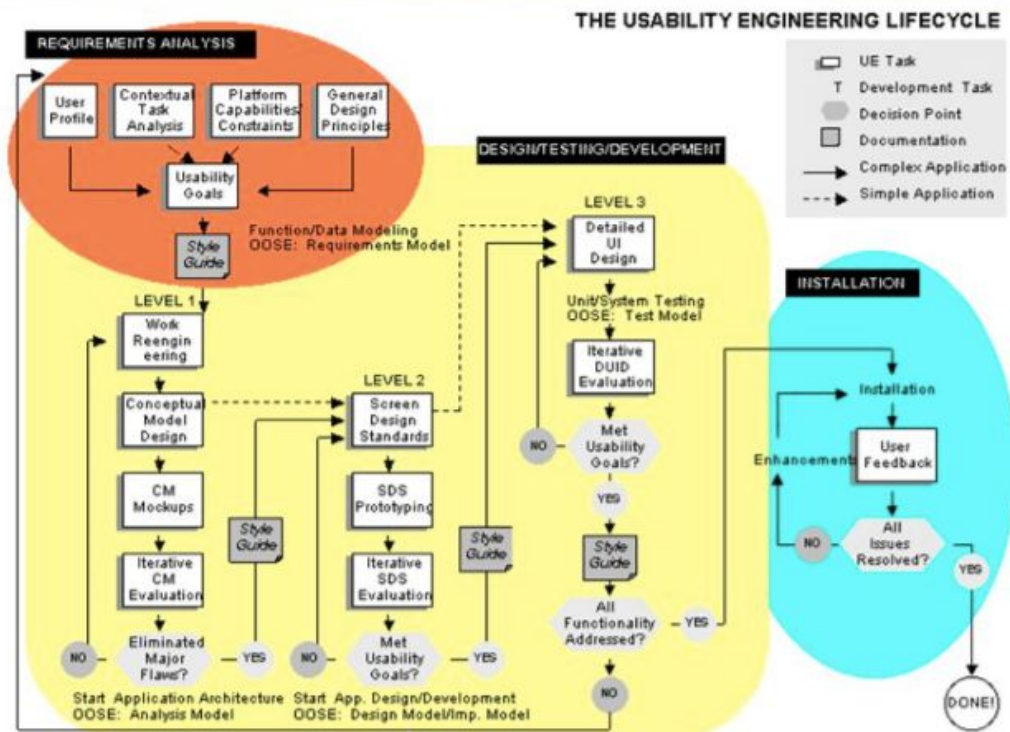 THE USABILITY ENGINEERING LIFECYCLE
REQUIREMENTS ANALYSIS
UE Task
T Development Task
Decision Point
Documentation
Complex Application
Simple Application
User
Profile
Contextual
Task
Analysis
Platform
Capabilities/
Constraints
General
Design
Principles
Usability
Goals
Style
Guide
Function/Data Modeling
OOSE: Requirements Model
DESIGN/TESTING/DEVELOPMENT
LEVEL 1
Work
Reengin
eering
Conceptual
Model
Design
CM
Mockups
Iterative
CM
Evaluation
Eliminated
Major
Flaws?
NO
YES
Style
Guide
Start Application Architecture
OOSE: Analysis Model
LEVEL 2
Screen
Design
Standards
SDS
Prototyping
Iterative
SDS
Evaluation
Met
Usability
Goals?
NO
YES
Style
Guide
Start App. Design/Development
OOSE: Design Model/Imp. Model
LEVEL 3
Detailed
UI
Design
Unit/System Testing
OOSE: Test Model
Iterative
DUID
Evaluation
Met
Usability
Goals?
NO
YES
Style
Guide
All
Functionality
Addressed?
YES
NO
INSTALLATION
Installation
User
Feedback
Enhancements
All
Issues
Resolved?
NO
YES
DONE!